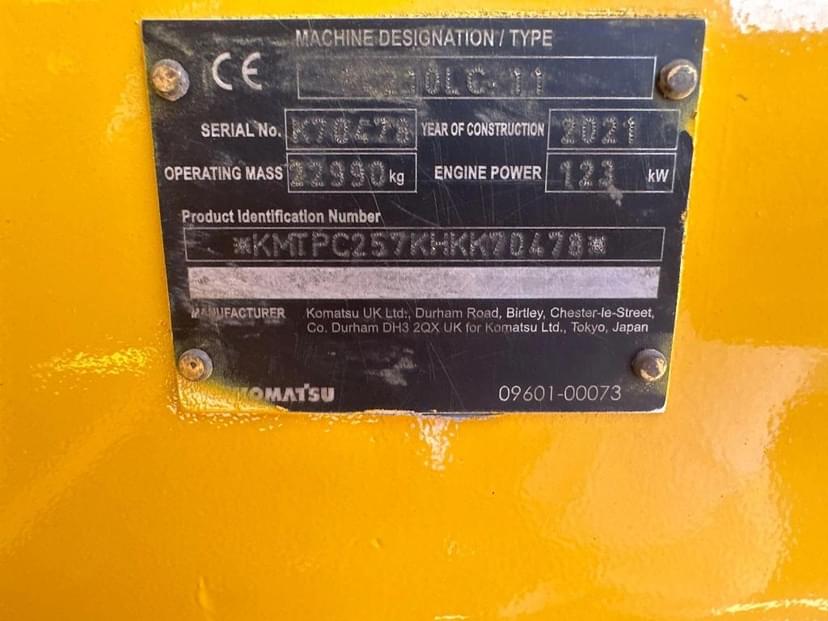 MACHINE DESIGNATION / TYPE
CE
210LC-11
SERIAL No. K70478 YEAR OF CONSTRUCTION 2021
OPERATING MASS 22990 kg ENGINE POWER 123 kW
Product Identification Number
*KMTPC257KHKK70478*
MANUFACTURER Komatsu UK Ltd:, Durham Road, Birtley, Chester-le-Street,
Co. Durham DH3 2QX UK for Komatsu Ltd., Tokyo, Japan
KOMATSU 09601-00073